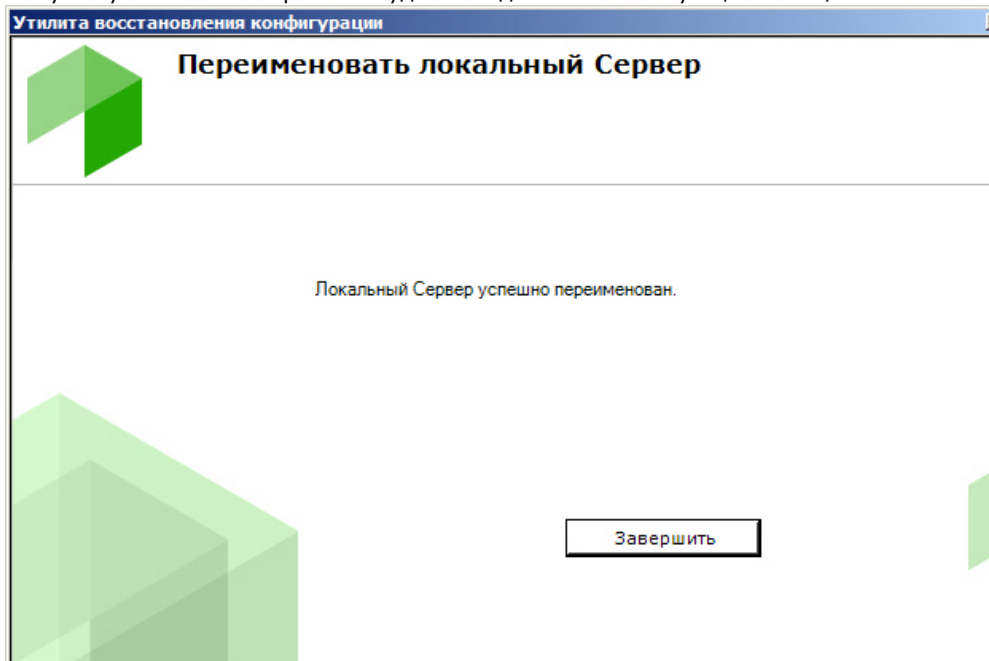 Утилита восстановления конфигурации
Переименовать локальный Сервер
Локальный Сервер успешно переименован.
Завершить